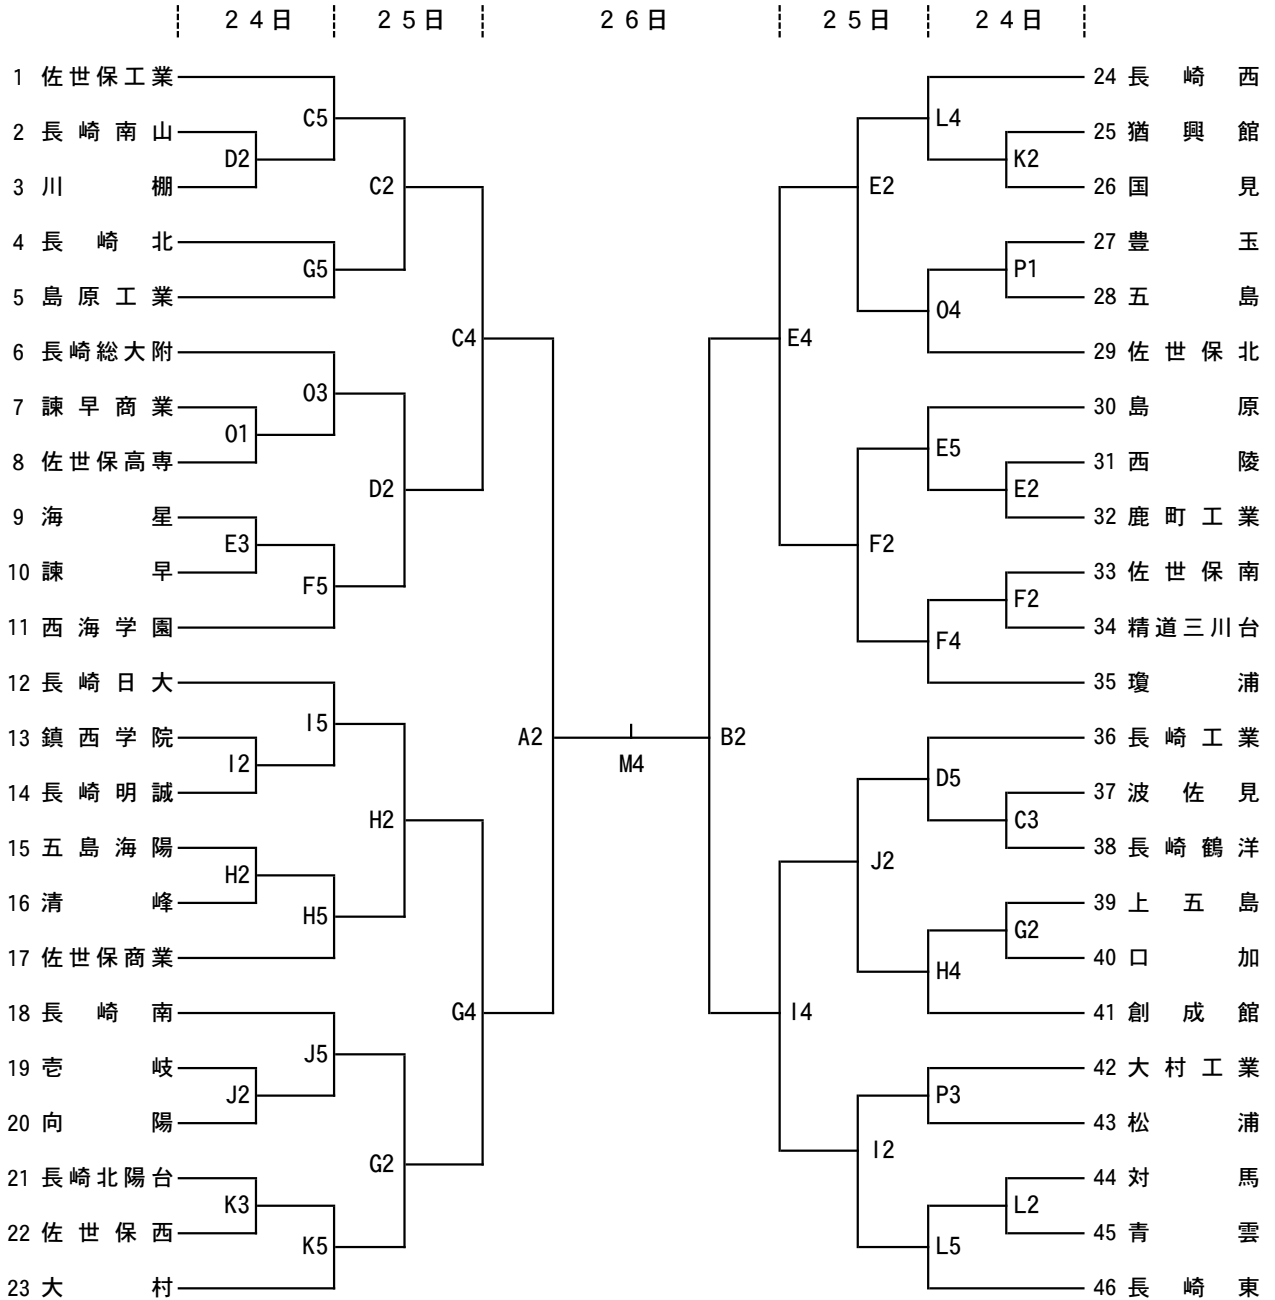 24日 25日 26日 25日 24日
1 佐世保工業
C5
2 長崎南山
D2
3 川棚
C2
4 長崎北
G5
5 島原工業
C4
6 長崎総大附
O3
7 諫早商業
O1
8 佐世保高専
D2
9 海星
E3
10 諫早
F5
11 西海学園
A2
12 長崎日大
I5
13 鎮西学院
I2
14 長崎明誠
H2
15 五島海陽
H2
16 清峰
H5
17 佐世保商業
G4
18 長崎南
J5
19 壱岐
J2
20 向陽
G2
21 長崎北陽台
K3
22 佐世保西
K5
23 大村
M4
B2
24 長崎西
L4
25 猶興館
K2
26 国見
E2
27 豊玉
P1
28 五島
O4
29 佐世保北
E4
30 島原
E5
31 西陵
E2
32 鹿町工業
F2
33 佐世保南
F2
34 精道三川台
F4
35 瓊浦
36 長崎工業
D5
37 波佐見
C3
38 長崎鶴洋
J2
39 上五島
G2
40 口加
H4
41 創成館
I4
42 大村工業
P3
43 松浦
I2
44 対馬
L2
45 青雲
L5
46 長崎東